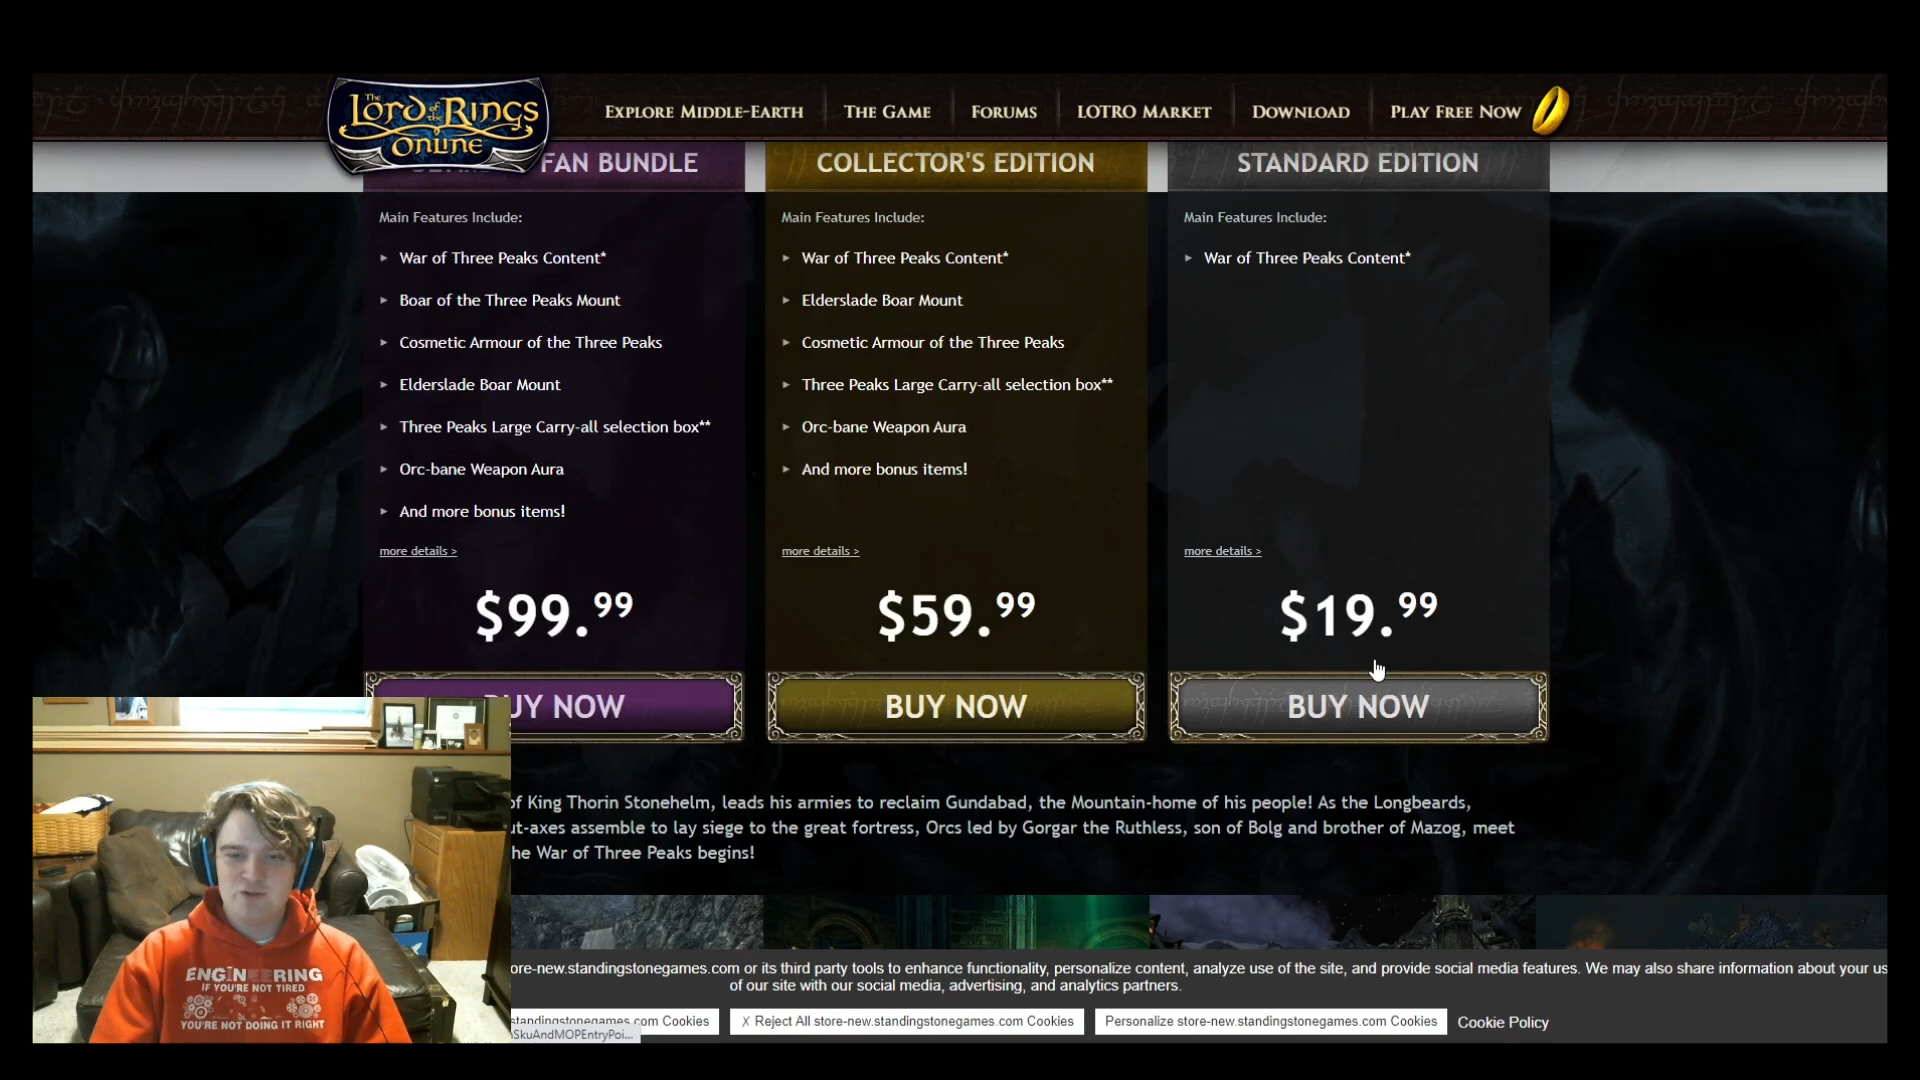 The
Lord of the Rings
Online
Explore Middle-Earth
The Game
Forums
LOTRO Market
Download
Play Free Now
FAN BUNDLE
COLLECTOR'S EDITION
STANDARD EDITION
Main Features Include:
War of Three Peaks Content*
Boar of the Three Peaks Mount
Cosmetic Armour of the Three Peaks
Elderslade Boar Mount
Three Peaks Large Carry-all selection box**
Orc-bane Weapon Aura
And more bonus items!
more details >
$99.99
UY NOW
Main Features Include:
War of Three Peaks Content*
Elderslade Boar Mount
Cosmetic Armour of the Three Peaks
Three Peaks Large Carry-all selection box**
Orc-bane Weapon Aura
And more bonus items!
more details >
$59.99
BUY NOW
Main Features Include:
War of Three Peaks Content*
more details >
$19.99
BUY NOW
of King Thorin Stonehelm, leads his armies to reclaim Gundabad, the Mountain-home of his people! As the Longbeards,
ut-axes assemble to lay siege to the great fortress, Orcs led by Gorgar the Ruthless, son of Bolg and brother of Mazog, meet
he War of Three Peaks begins!
ore-new.standingstonegames.com or its third party tools to enhance functionality, personalize content, analyze use of the site, and provide social media features. We may also share information about your us
of our site with our social media, advertising, and analytics partners.
standingstonegames.com Cookies
X Reject All store-new.standingstonegames.com Cookies
Personalize store-new.standingstonegames.com Cookies
Cookie Policy
SkuAndMOPEntryPoi...
ENGINEERING
IF YOU'RE NOT TIRED
YOU'RE NOT DOING IT RIGHT